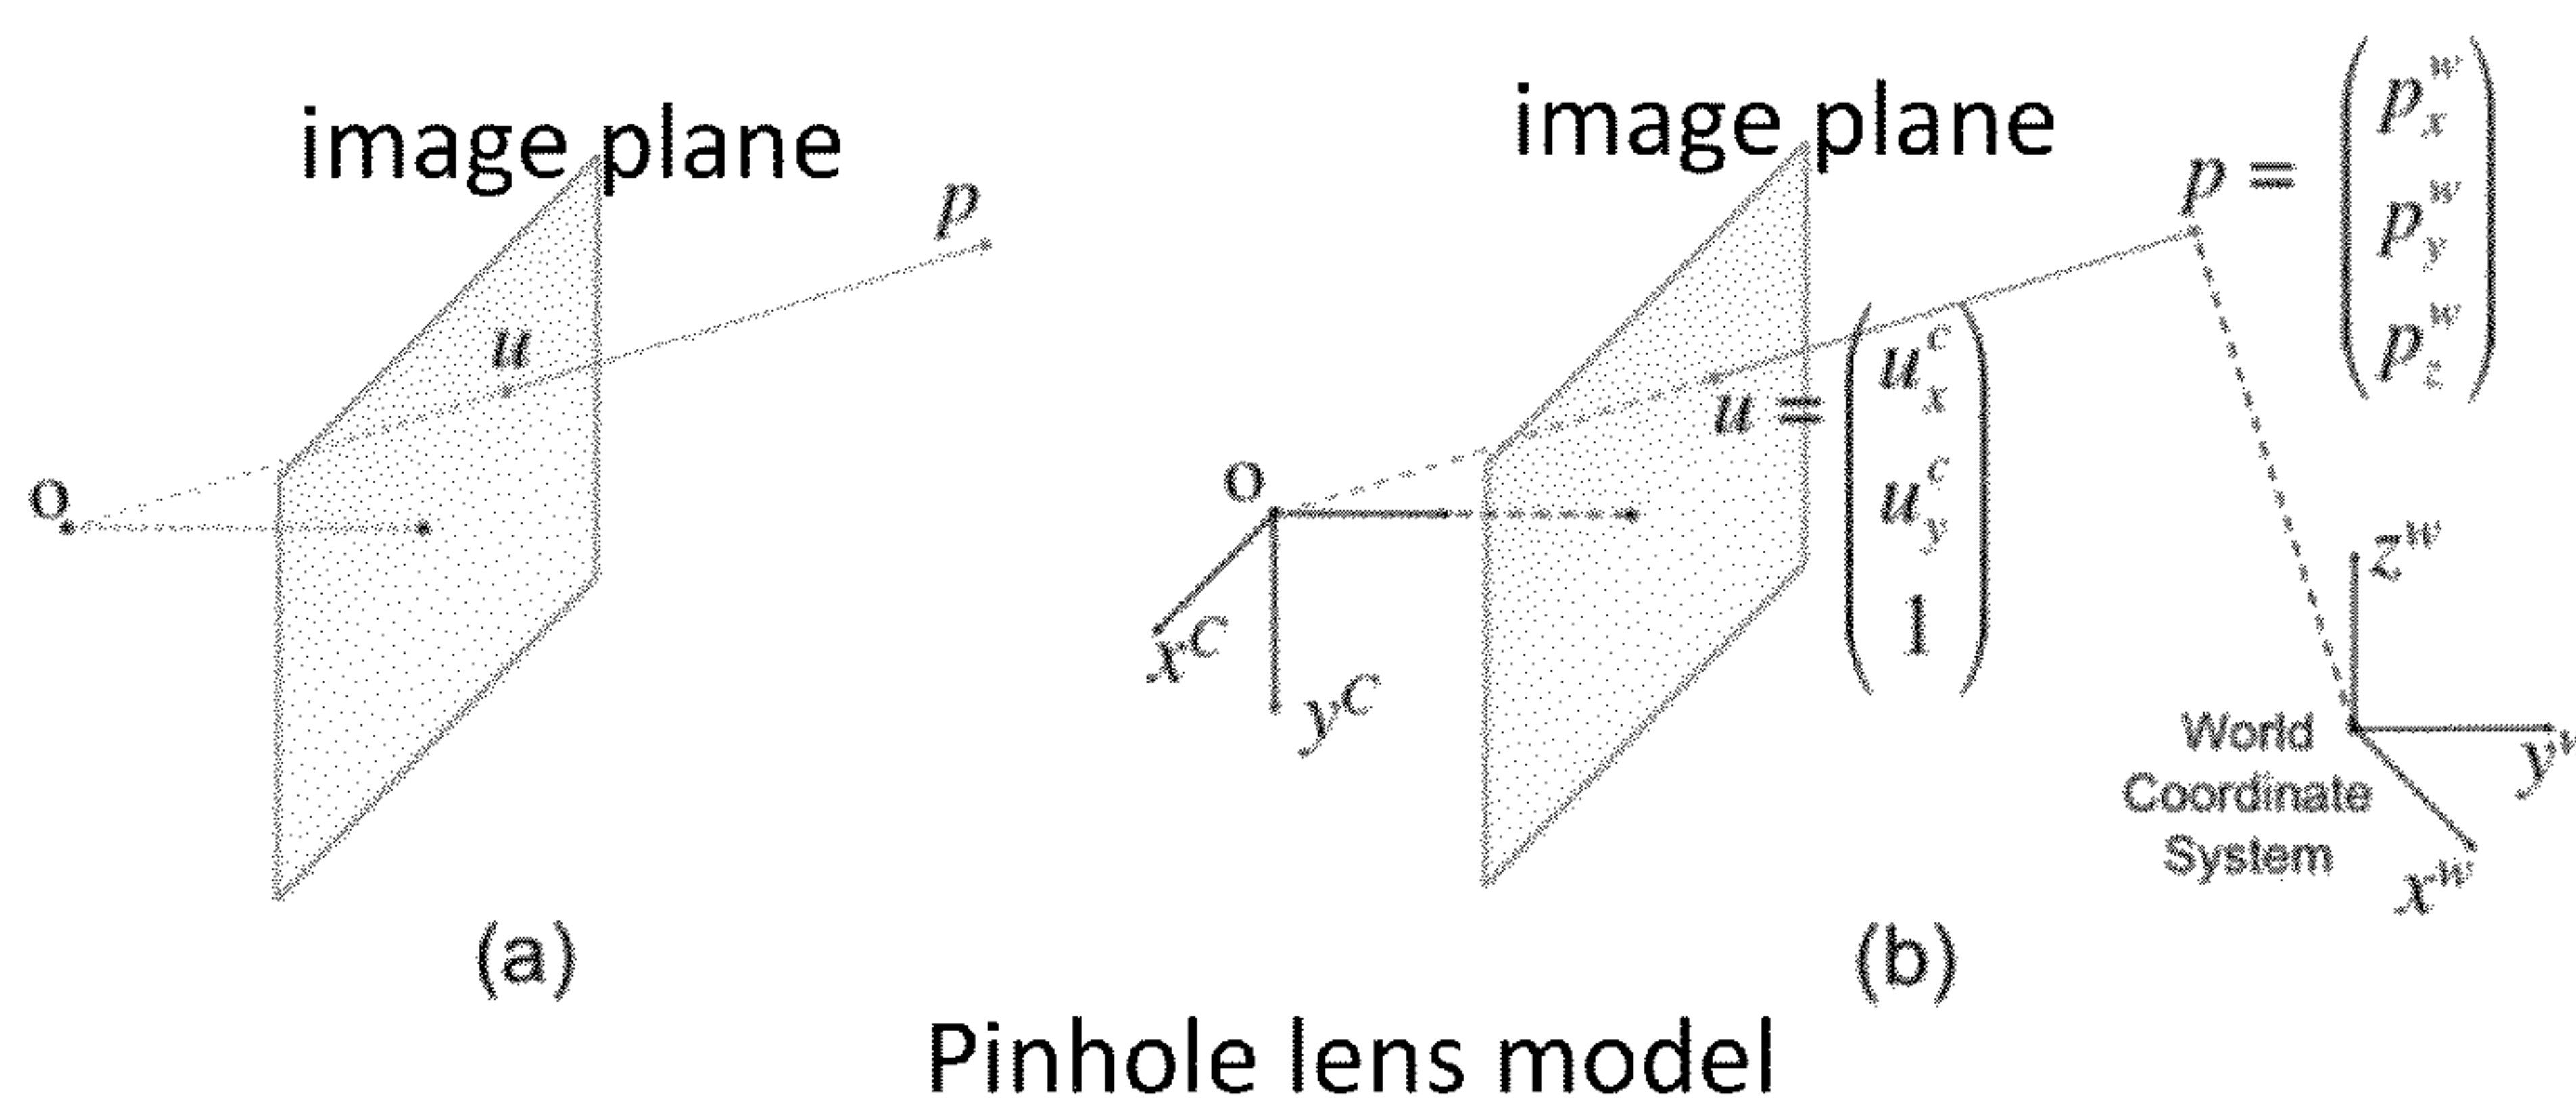 image plane
p
u
o
(a)
image plane
p = ( p_x^w p_y^w p_z^w )
u = ( u_x^c u_y^c 1 )
o
x^C
y^C
z^w
y^w
x^w
World
Coordinate
System
(b)
Pinhole lens model